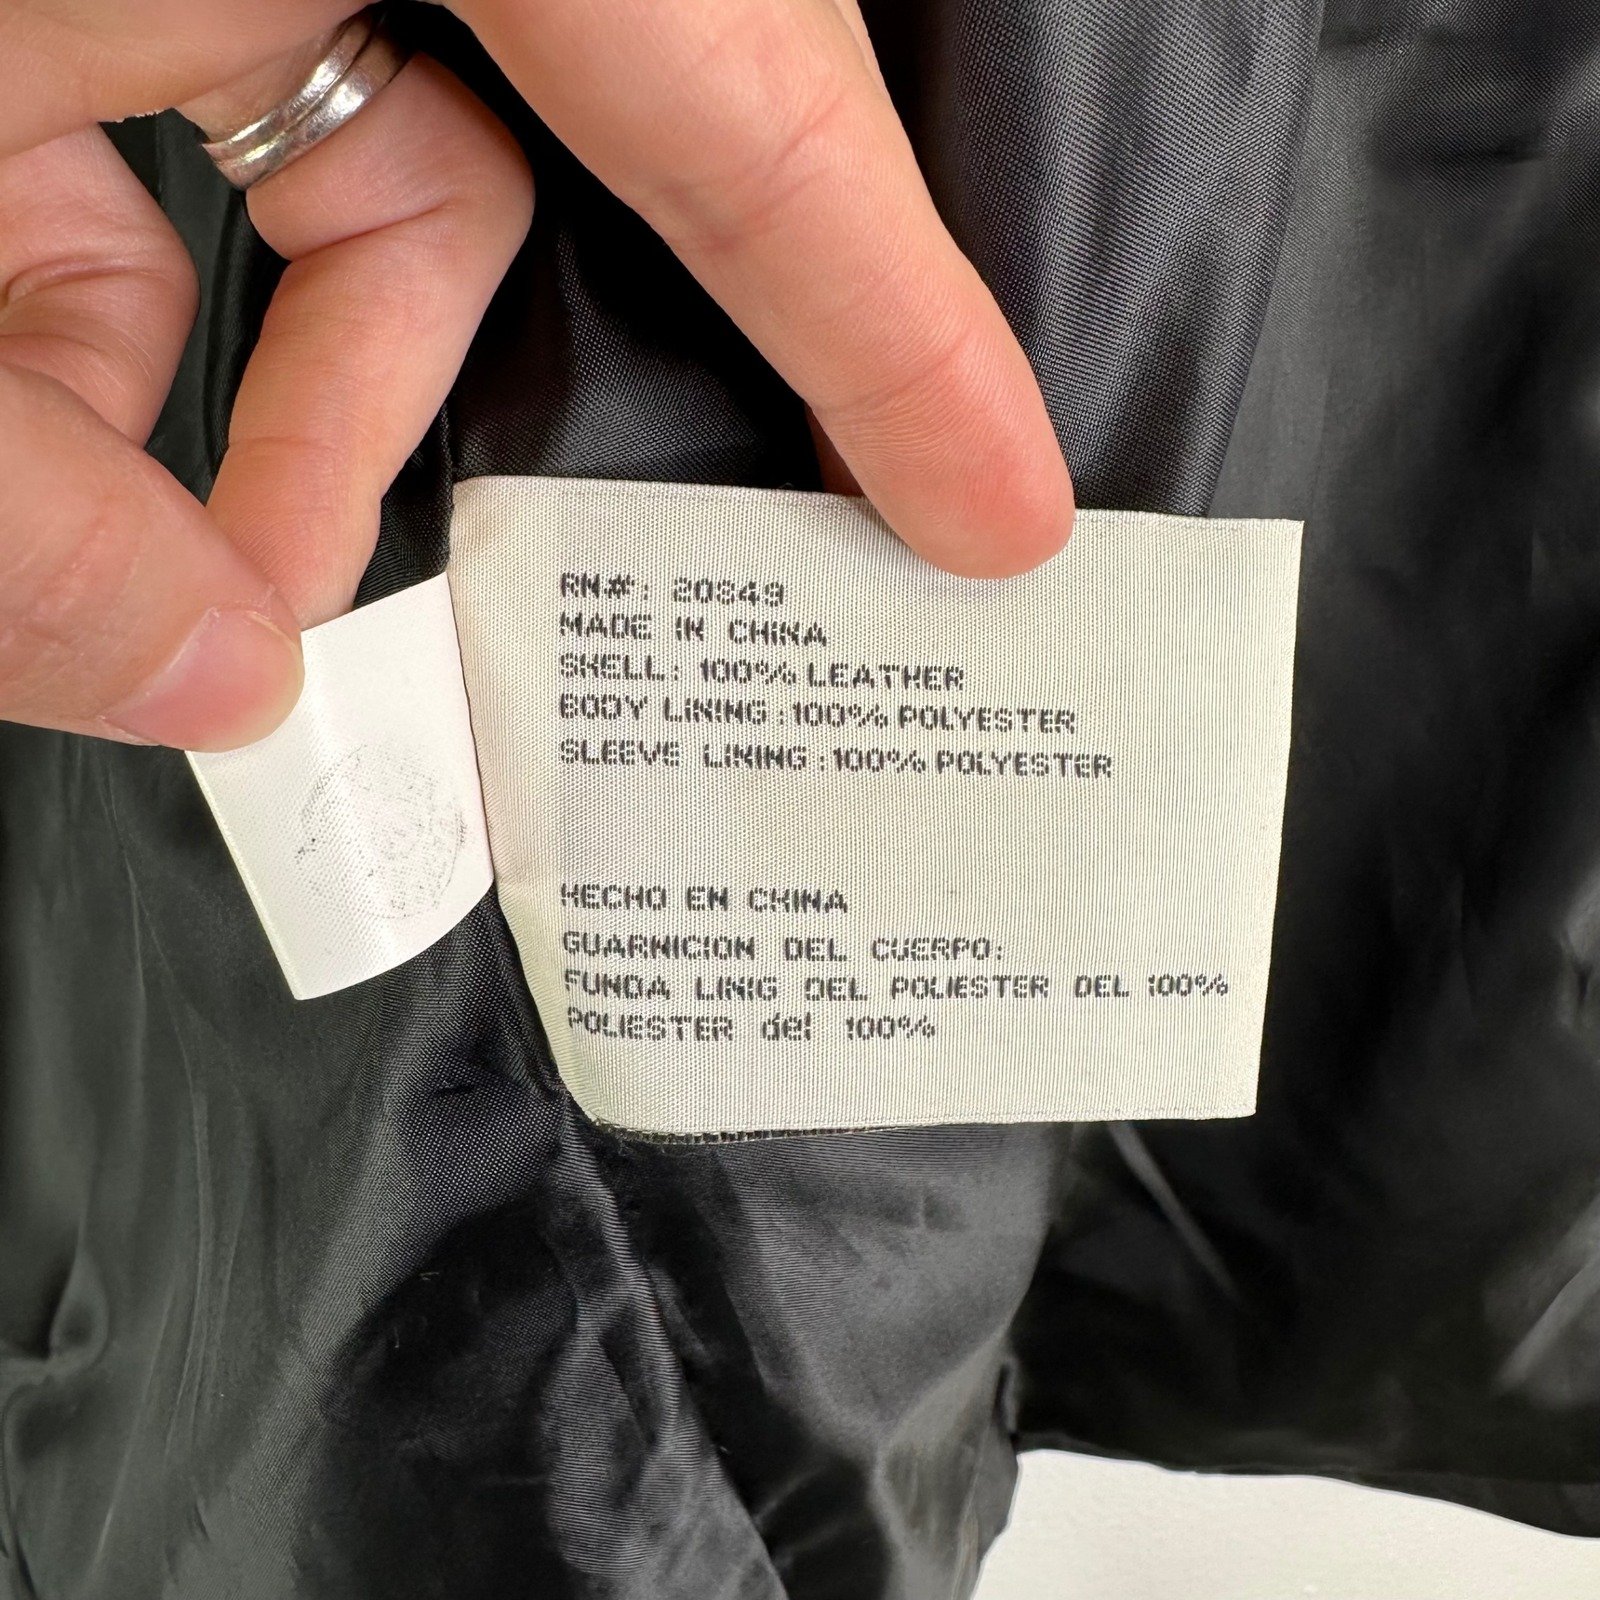 RN#: 20849
MADE IN CHINA
SHELL: 100% LEATHER
BODY LINING: 100% POLYESTER
SLEEVE LINING: 100% POLYESTER
HECHO EN CHINA
GUARNICION DEL CUERPO:
FUNDA LINIG DEL POLIESTER DEL 100%
POLIESTER del 100%